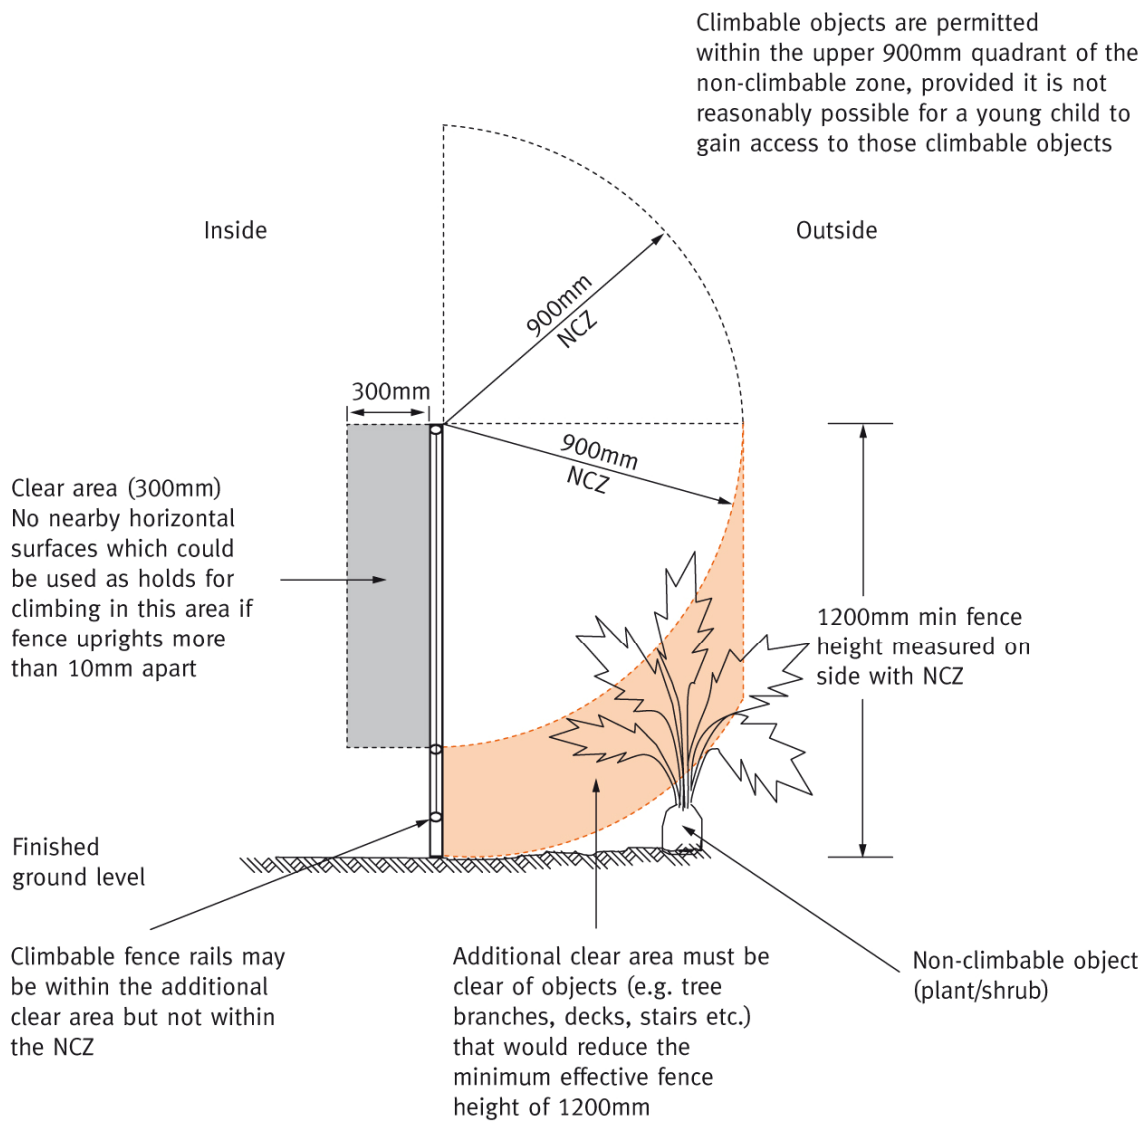 Climbable objects are permitted
within the upper 900mm quadrant of the
non-climbable zone, provided it is not
reasonably possible for a young child to
gain access to those climbable objects
Inside
Outside
900mm
NCZ
300mm
900mm
NCZ
Clear area (300mm)
No nearby horizontal
surfaces which could
be used as holds for
climbing in this area if
fence uprights more
than 10mm apart
1200mm min fence
height measured on
side with NCZ
Finished
ground level
Climbable fence rails may
be within the additional
clear area but not within
the NCZ
Additional clear area must be
clear of objects (e.g. tree
branches, decks, stairs etc.)
that would reduce the
minimum effective fence
height of 1200mm
Non-climbable object
(plant/shrub)